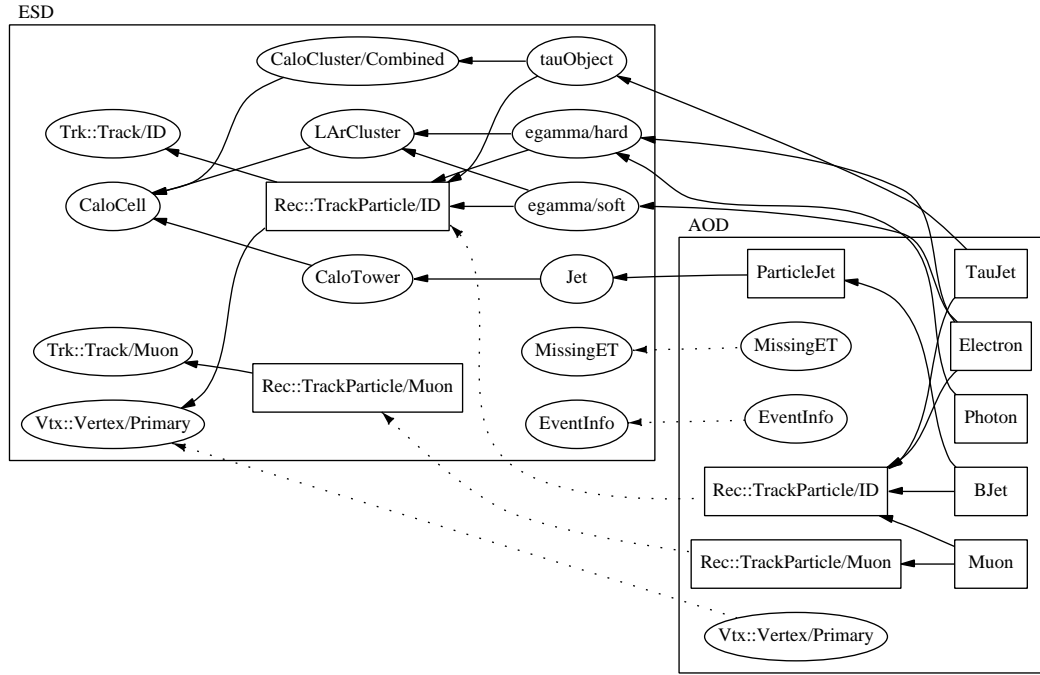 ESD
CaloCluster/Combined
tauObject
Trk::Track/ID
LArCluster
egamma/hard
CaloCell
Rec::TrackParticle/ID
egamma/soft
AOD
CaloTower
Jet
ParticleJet
TauJet
Trk::Track/Muon
MissingET
MissingET
Electron
Rec::TrackParticle/Muon
Vtx::Vertex/Primary
EventInfo
EventInfo
Photon
Rec::TrackParticle/ID
BJet
Rec::TrackParticle/Muon
Muon
Vtx::Vertex/Primary